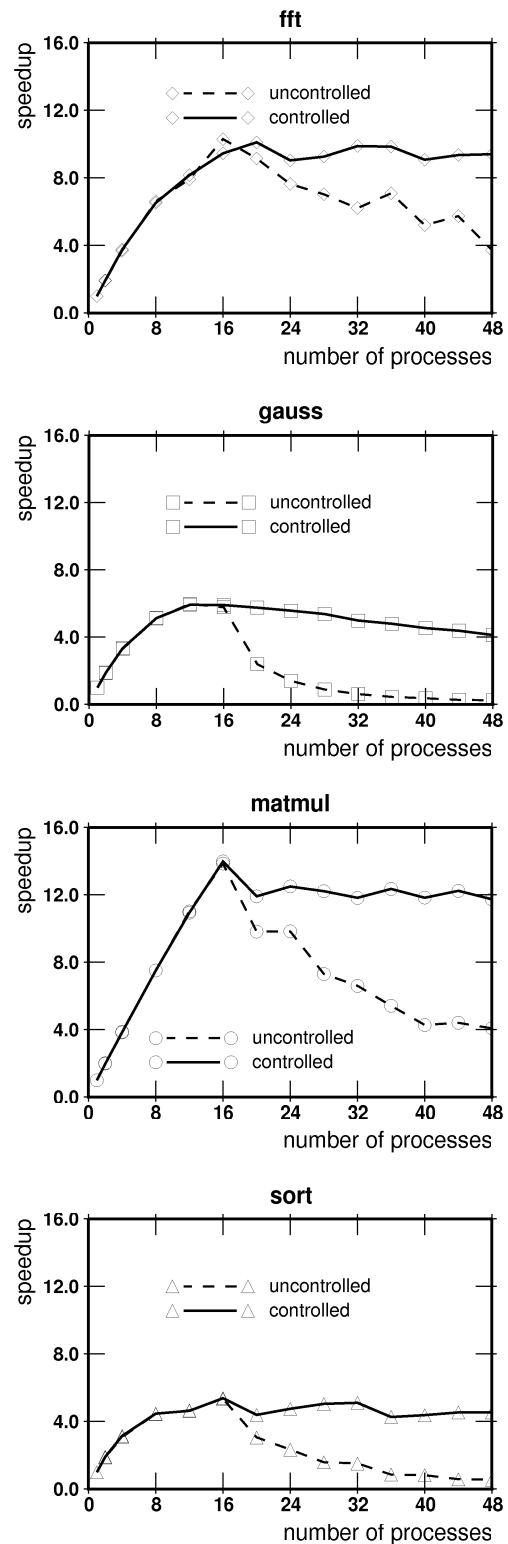 fft
speedup
16.0
12.0
8.0
4.0
0.0
uncontrolled
controlled
0 8 16 24 32 40 48
number of processes
gauss
speedup
16.0
12.0
8.0
4.0
0.0
uncontrolled
controlled
0 8 16 24 32 40 48
number of processes
matmul
speedup
16.0
12.0
8.0
4.0
0.0
uncontrolled
controlled
0 8 16 24 32 40 48
number of processes
sort
speedup
16.0
12.0
8.0
4.0
0.0
uncontrolled
controlled
0 8 16 24 32 40 48
number of processes